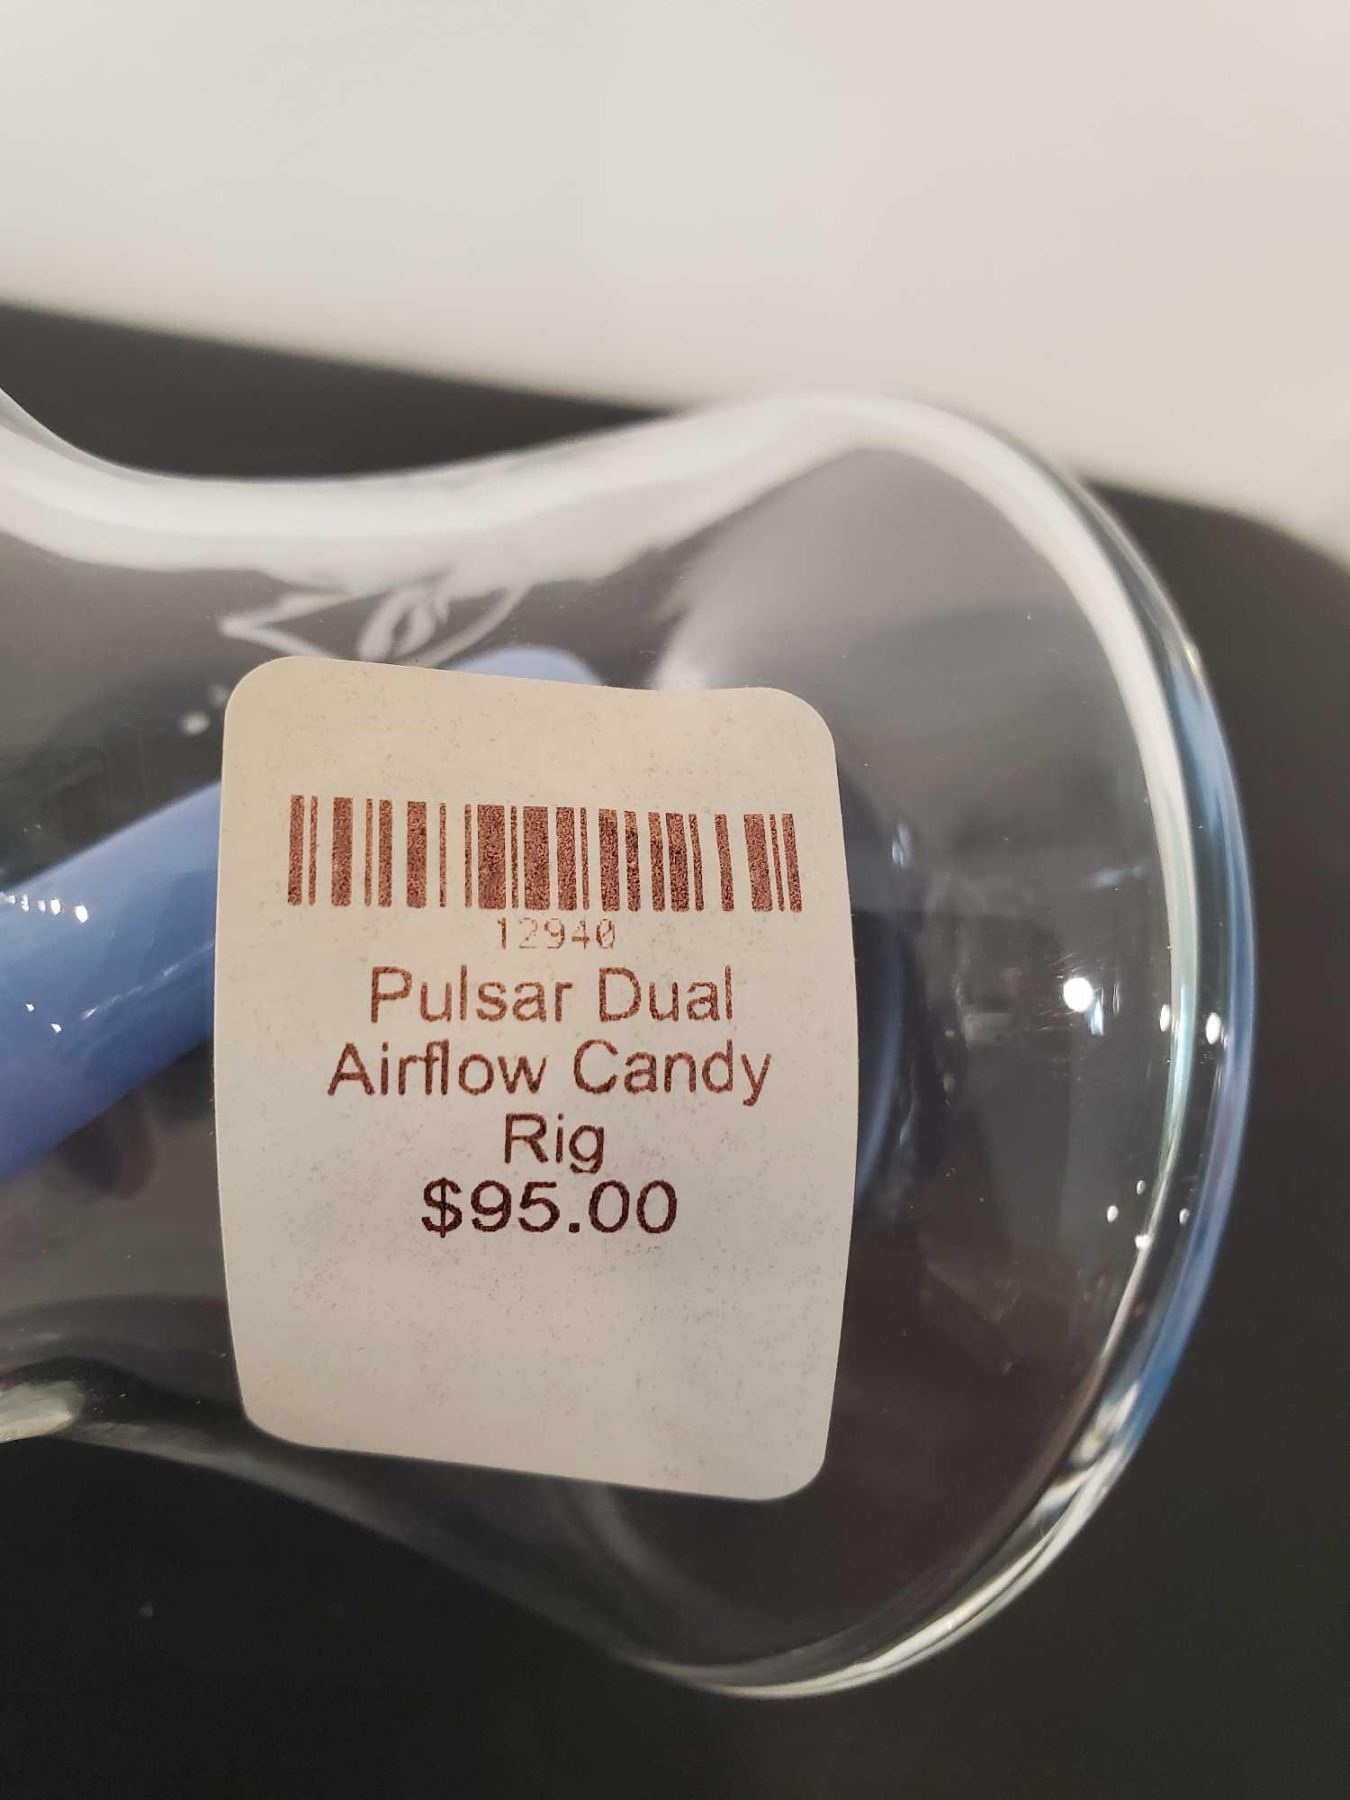 12940
Pulsar Dual
Airflow Candy
Rig
$95.00